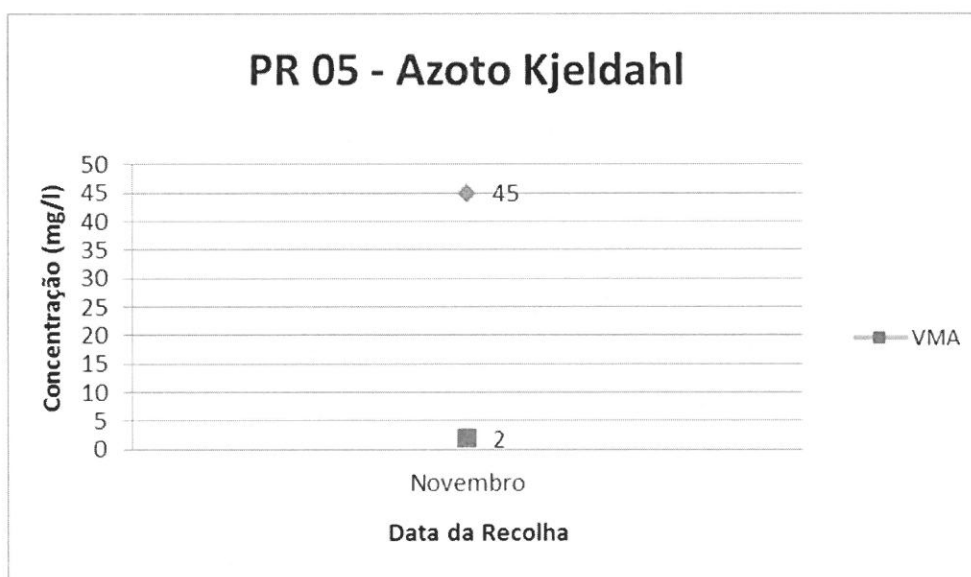 PR 05 - Azoto Kjeldahl
Concentração (mg/l)
50
45
40
35
30
25
20
15
10
5
0
45
2
VMA
Novembro
Data da Recolha